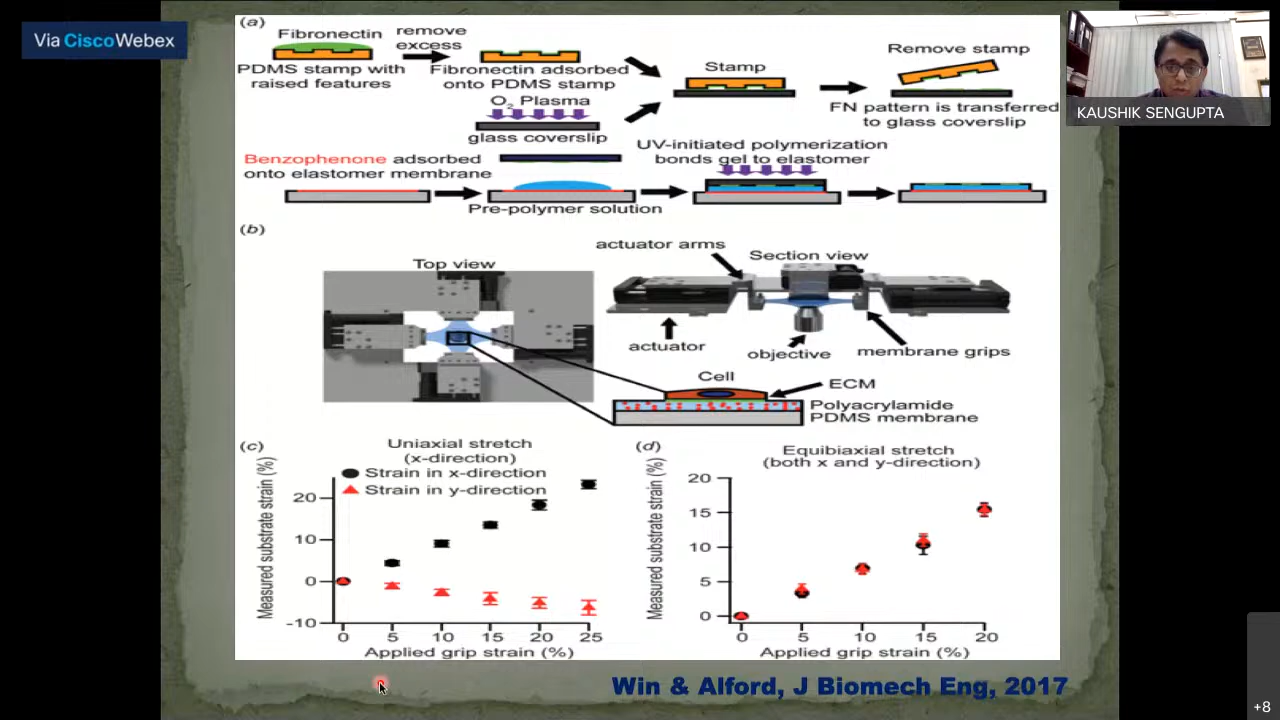 Via CiscoWebex
KAUSHIK SENGUPTA
(a)
Fibronectin
remove
excess
PDMS stamp with
raised features
Fibronectin adsorbed
onto PDMS stamp
O2 Plasma
glass coverslip
Stamp
Remove stamp
FN pattern is transferred
to glass coverslip
Benzophenone adsorbed
onto elastomer membrane
Pre-polymer solution
UV-initiated polymerization
bonds gel to elastomer
(b)
Top view
actuator arms
Section view
actuator
objective
membrane grips
Cell
ECM
Polyacrylamide
PDMS membrane
(c)
Uniaxial stretch
(x-direction)
Strain in x-direction
Strain in y-direction
Measured substrate strain (%)
20
10
0
-10
0 5 10 15 20 25
Applied grip strain (%)
(d)
Equibiaxial stretch
(both x and y-direction)
Measured substrate strain (%)
20
15
10
5
0
0 5 10 15 20
Applied grip strain (%)
Win & Alford, J Biomech Eng, 2017
+8